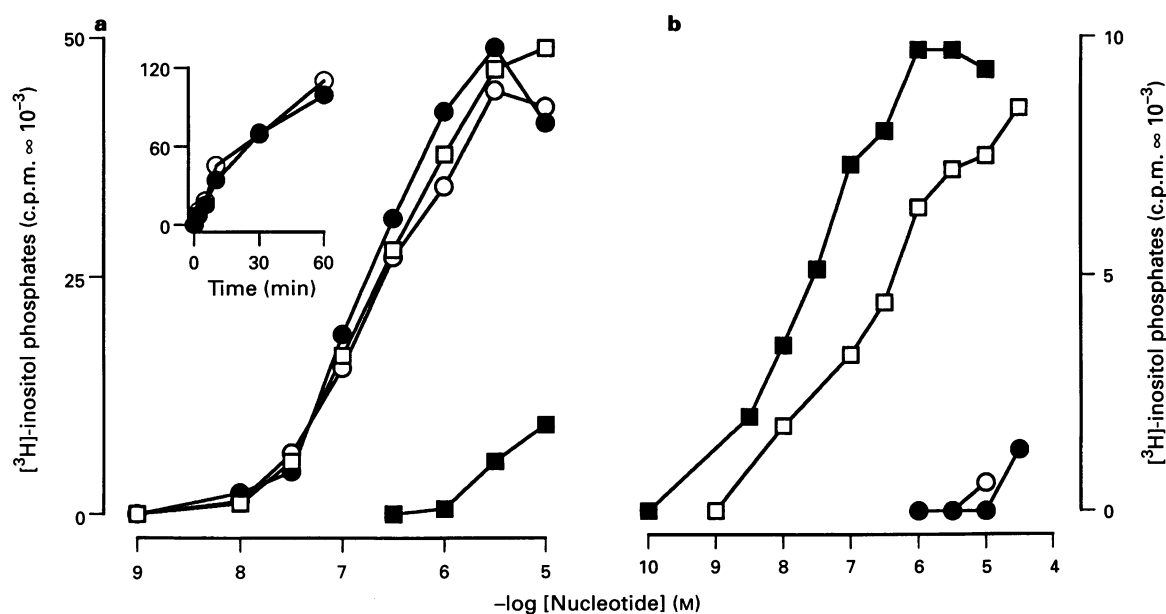 a
b
50
25
0
[³H]-inositol phosphates (c.p.m. ∞ 10⁻³)
120
60
0
0 30 60
Time (min)
10
5
0
[³H]-inositol phosphates (c.p.m. ∞ 10⁻³)
9 8 7 6 5
10 9 8 7 6 5 4
–log [Nucleotide] (M)